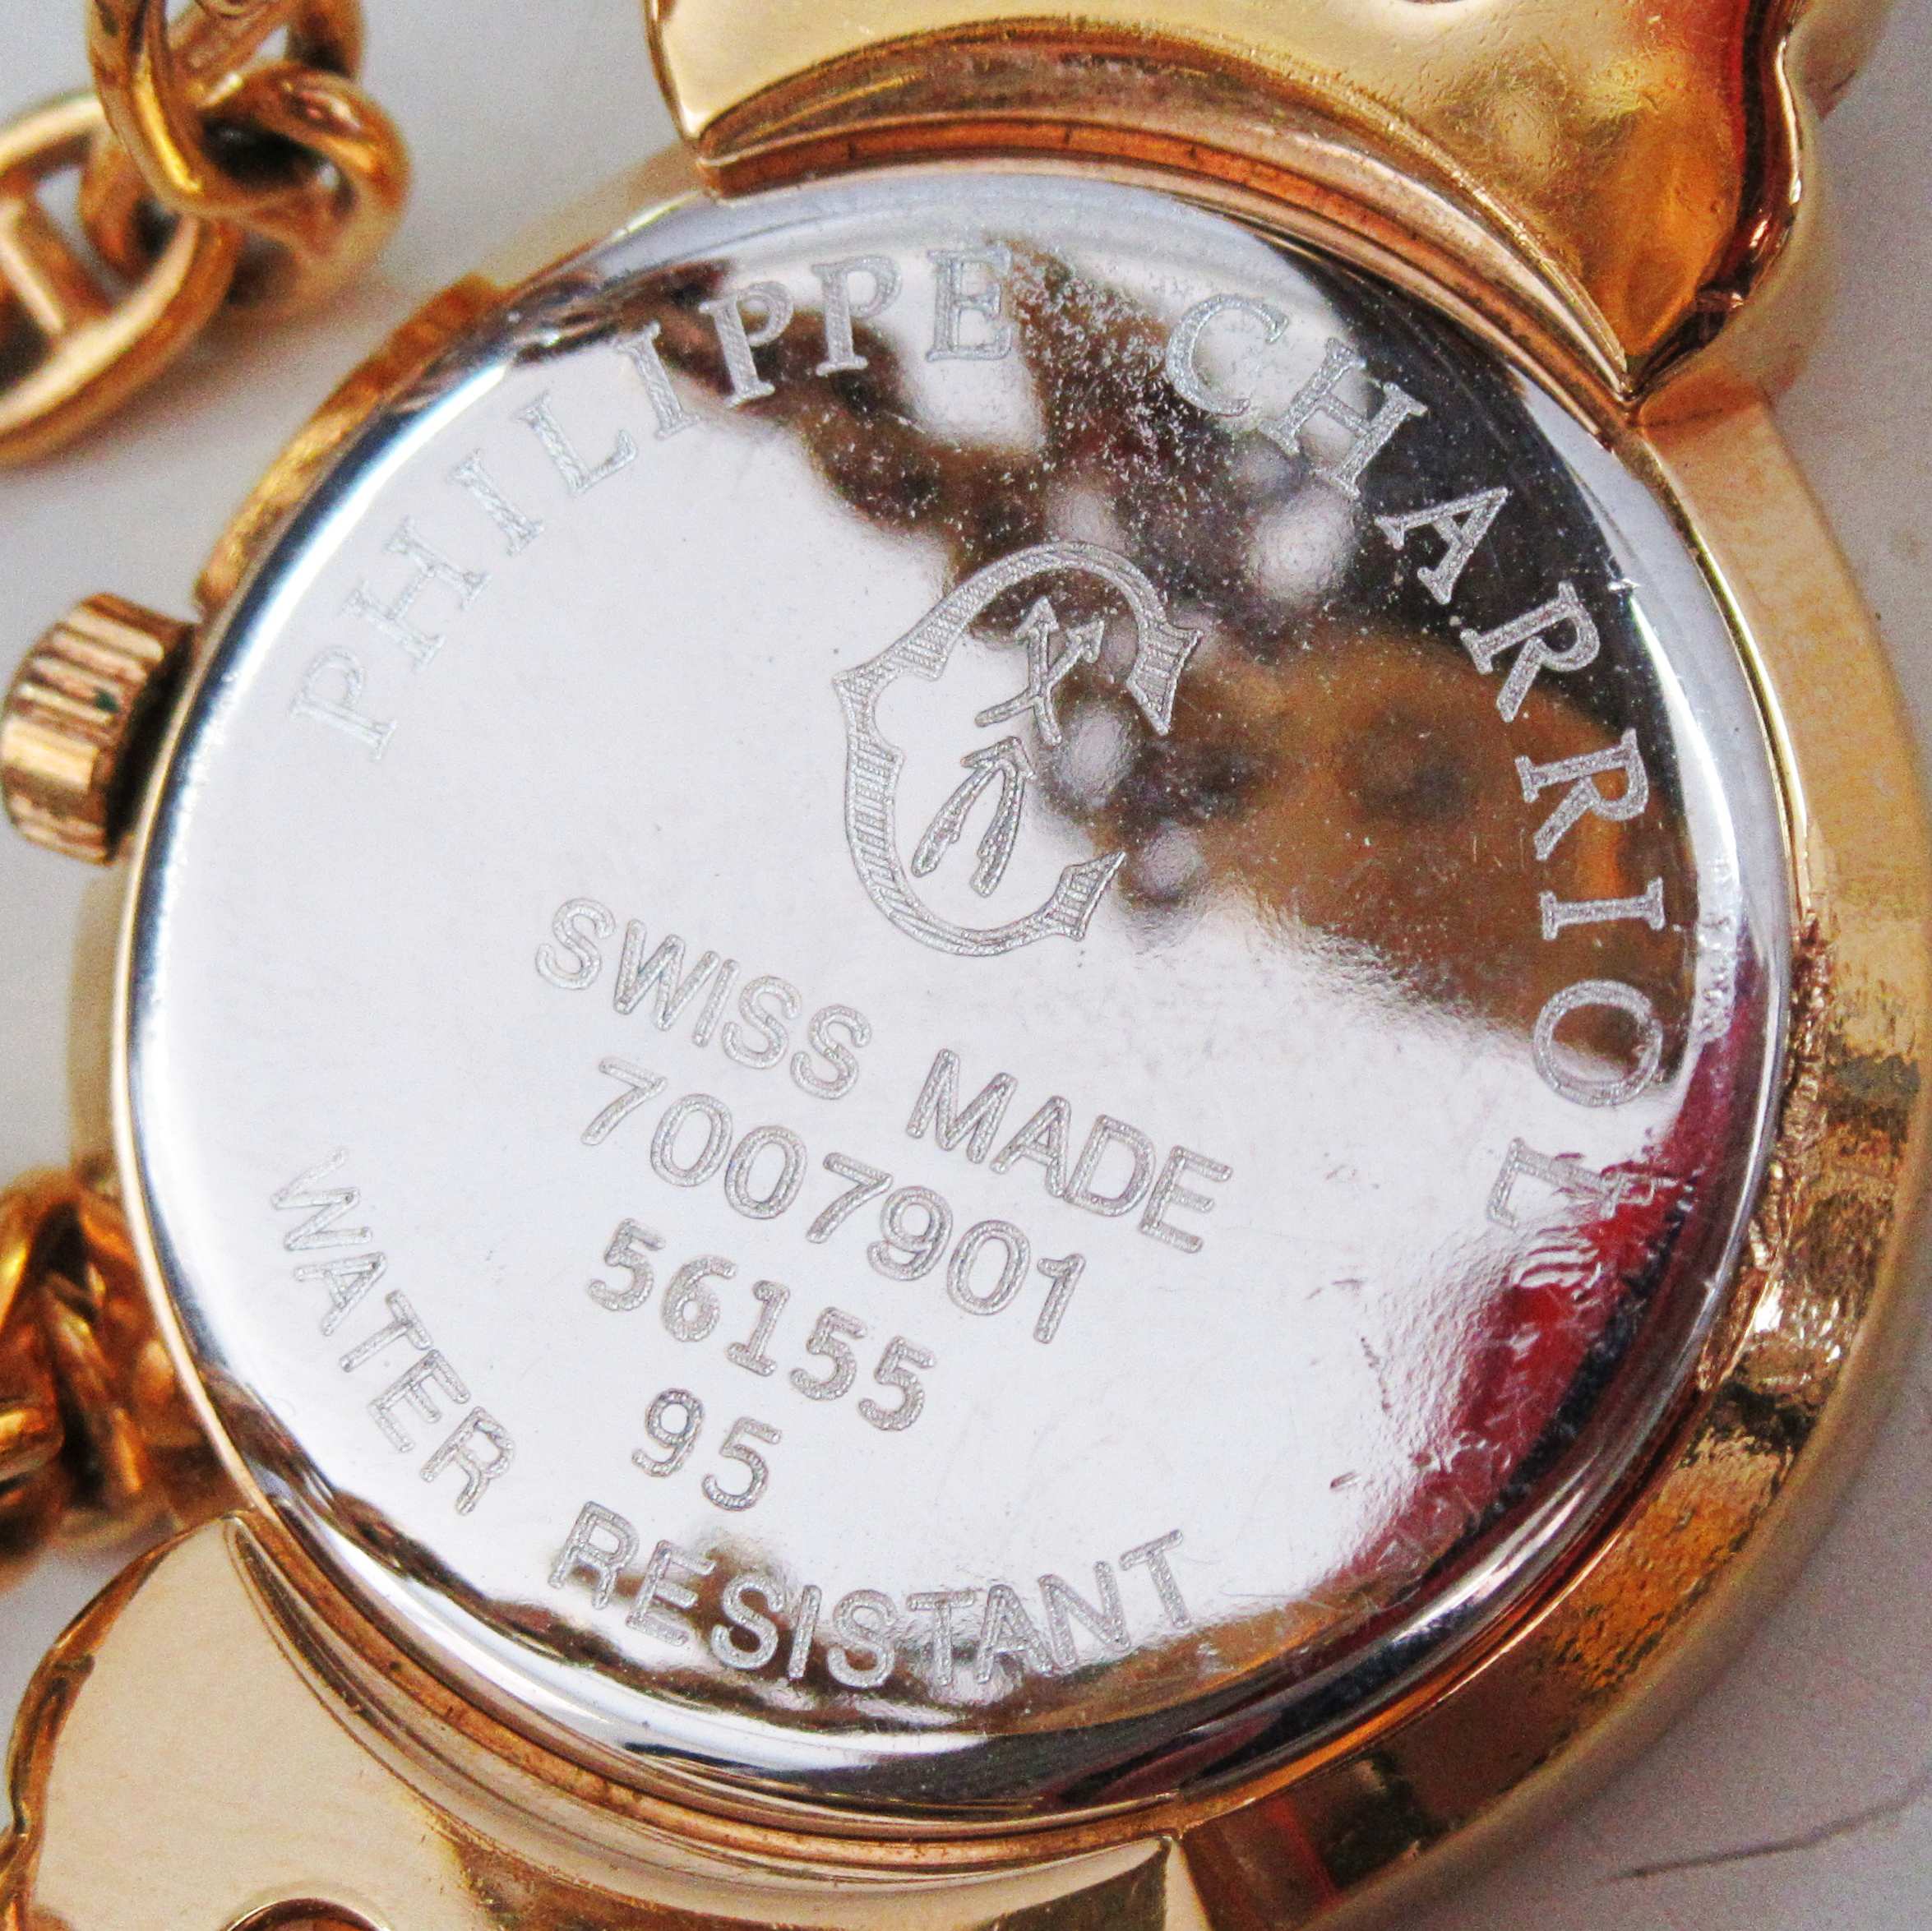 PHILIPPE CHARRIOL
SWISS MADE
7007901
56155
95
WATER RESISTANT